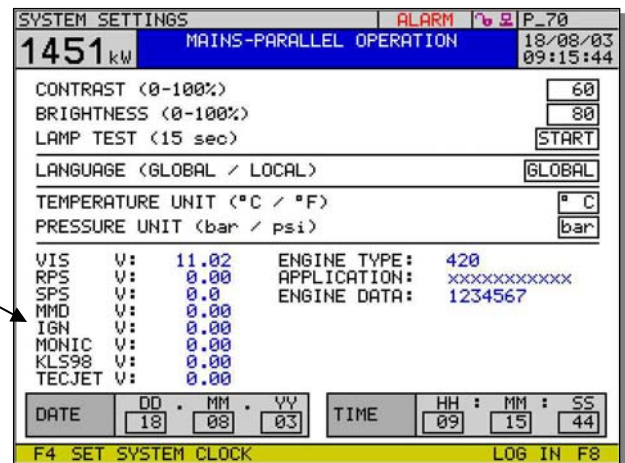 SYSTEM SETTINGS ALARM P_70
1451 kW MAINS-PARALLEL OPERATION 18/08/03
09:15:44
CONTRAST (0-100%) 60
BRIGHTNESS (0-100%) 80
LAMP TEST (15 sec) START
LANGUAGE (GLOBAL / LOCAL) GLOBAL
TEMPERATURE UNIT (°C / °F) ° C
PRESSURE UNIT (bar / psi) bar
VIS V: 11.02 ENGINE TYPE: 420
RPS V: 0.00 APPLICATION: xxxxxxxxxxx
SPS V: 0.0 ENGINE DATA: 1234567
MMD V: 0.00
IGN V: 0.00
MONIC V: 0.00
KLS98 V: 0.00
TECJET V: 0.00
DD . MM . YY HH : MM : SS
DATE 18 08 03 TIME 09 15 44
F4 SET SYSTEM CLOCK LOG IN F8